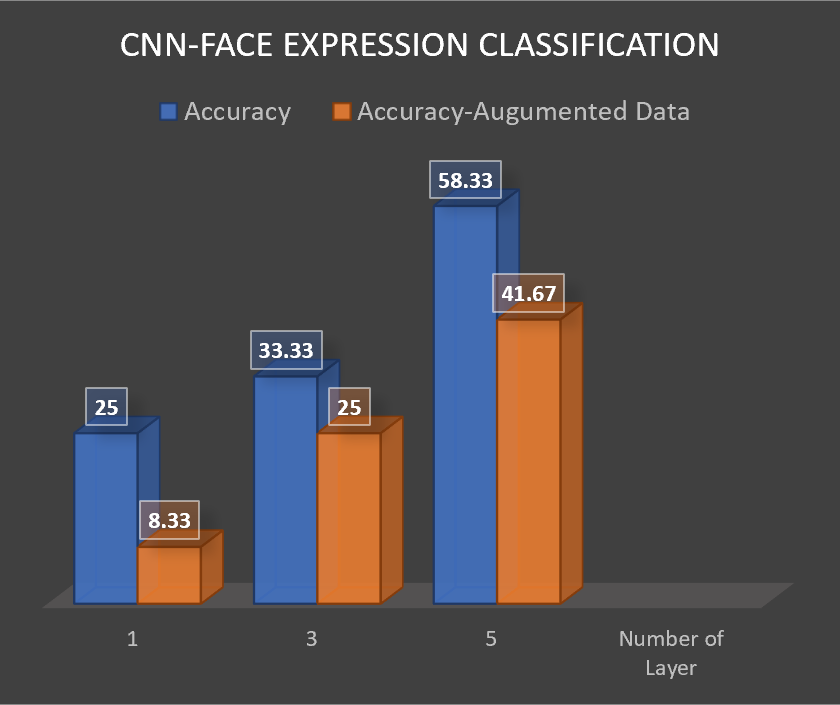 CNN-FACE EXPRESSION CLASSIFICATION
Accuracy
Accuracy-Augumented Data
58.33
41.67
33.33
25
25
8.33
1
3
5
Number of
Layer